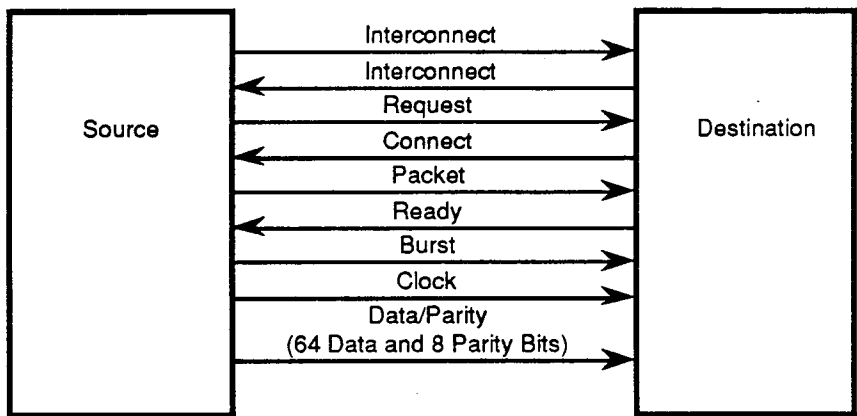 Interconnect
Interconnect
Request
Source
Destination
Connect
Packet
Ready
Burst
Clock
Data/Parity
(64 Data and 8 Parity Bits)